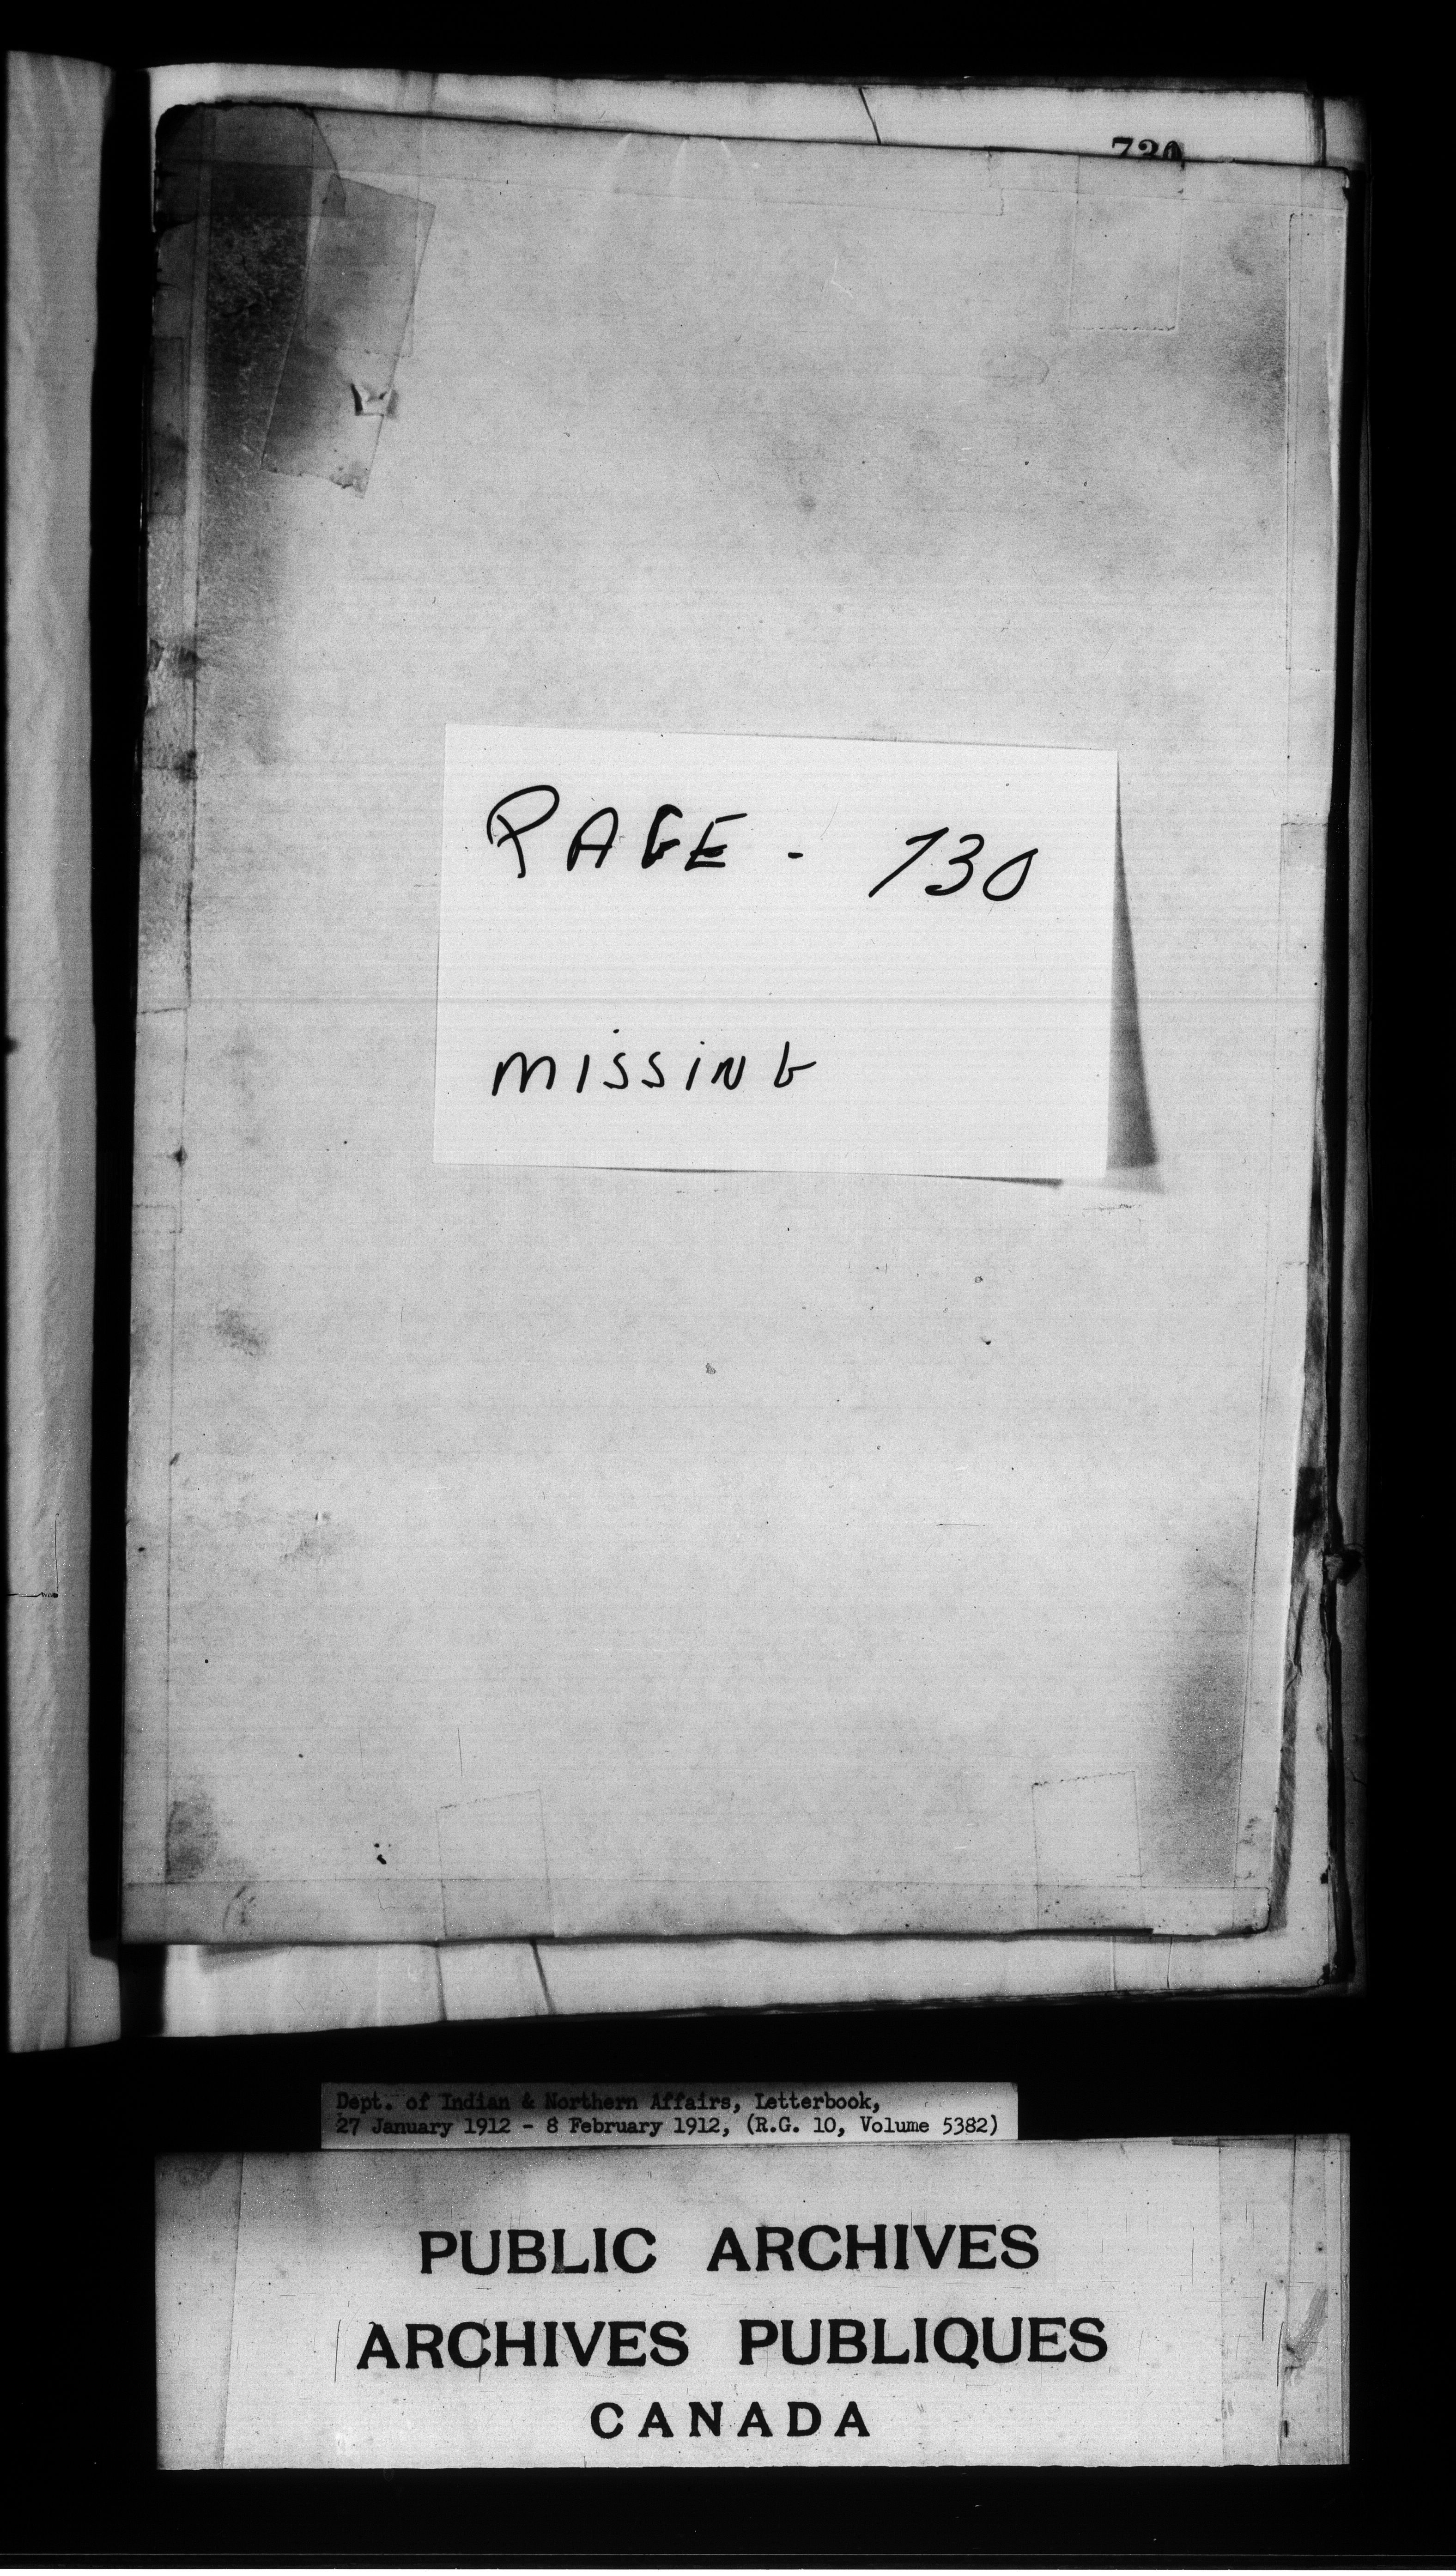 PAGE - 730
MISSING
Dept. of Indian & Northern Affairs, Letterbook,
27 January 1912 - 8 February 1912, (R.G. 10, Volume 5382)
PUBLIC ARCHIVES
ARCHIVES PUBLIQUES
CANADA